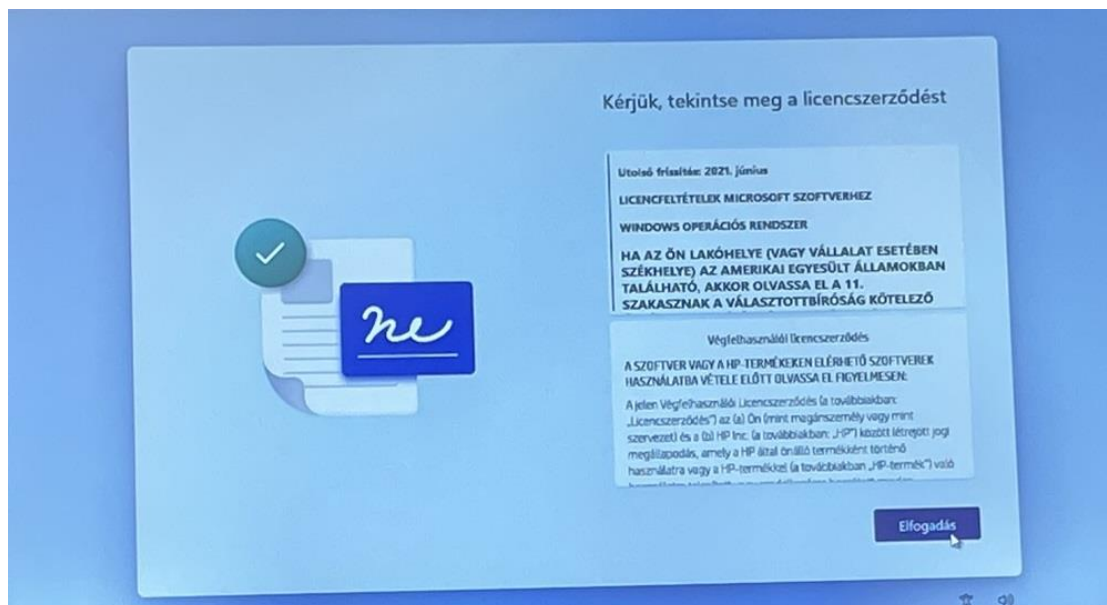 Kérjük, tekintse meg a licencszerződést
Utolsó frissítés: 2021. június
LICENCFELTÉTELEK MICROSOFT SZOFTVERHEZ
WINDOWS OPERÁCIÓS RENDSZER
HA AZ ÖN LAKÓHELYE (VAGY VÁLLALAT ESETÉBEN
SZÉKHELYE) AZ AMERIKAI EGYESÜLT ÁLLAMOKBAN
TALÁLHATÓ, AKKOR OLVASSA EL A 11.
SZAKASZNAK A VÁLASZTOTTBÍRÓSÁG KÖTELEZŐ
ne
Végfelhasználói licencszerződés
A SZOFTVER VAGY A HP-TERMÉKEKEN ELÉRHETŐ SZOFTVEREK
HASZNÁLATBA VÉTELE ELŐTT OLVASSA EL FIGYELMESEN:
A jelen Végfelhasználói Licencszerződés (a továbbiakban:
„Licencszerződés") az (a) Ön (mint magánszemély vagy mint
szervezet) és a (b) HP Inc. (a továbbiakban: „HP") között létrejött jogi
megállapodás, amely a HP által önálló termékként történő
használatra vagy a HP-termékkel (a továbbiakban „HP-termék") való
Elfogadás